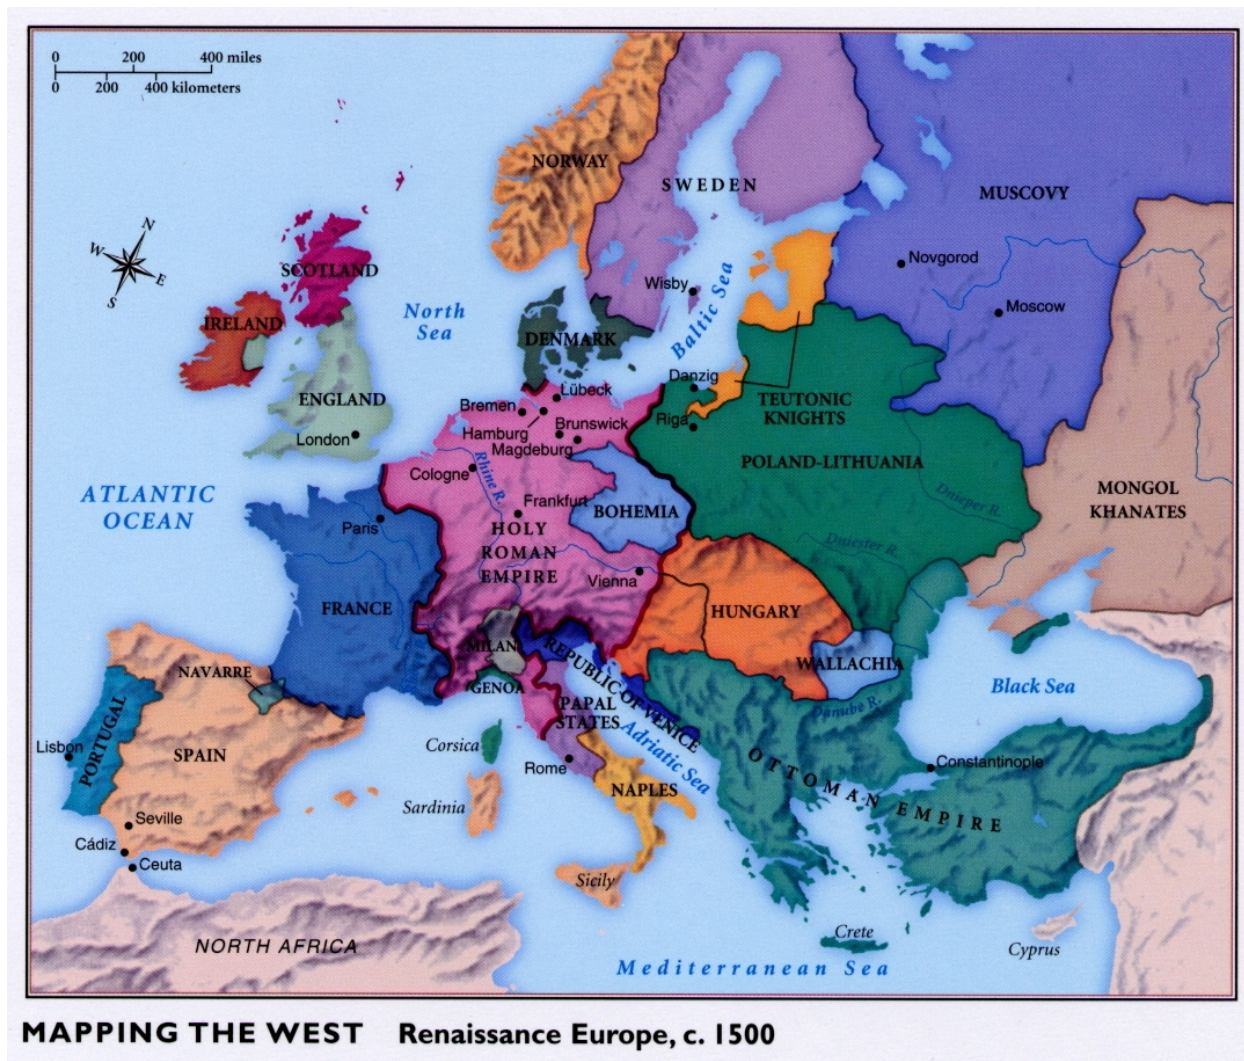 0 200 400 miles
0 200 400 kilometers
N
W
E
S
NORWAY
SWEDEN
MUSCOVY
Novgorod
Moscow
SCOTLAND
IRELAND
North
Sea
Wisby
Baltic Sea
DENMARK
ENGLAND
London
Lübeck
Bremen
Hamburg
Brunswick
Magdeburg
Danzig
Riga
TEUTONIC
KNIGHTS
POLAND-LITHUANIA
Cologne
Rhine R.
Frankfurt
BOHEMIA
HOLY
ROMAN
EMPIRE
Vienna
Dnieper R.
Dniester R.
MONGOL
KHANATES
ATLANTIC
OCEAN
Paris
FRANCE
HUNGARY
WALLACHIA
MILAN
REPUBLIC OF VENICE
GENOA
PAPAL
STATES
Adriatic Sea
Danube R.
Black Sea
NAVARRE
PORTUGAL
Lisbon
SPAIN
Corsica
Rome
NAPLES
Sardinia
OTTOMAN EMPIRE
Constantinople
Seville
Cádiz
Ceuta
Sicily
Crete
Cyprus
NORTH AFRICA
Mediterranean Sea
MAPPING THE WEST Renaissance Europe, c. 1500